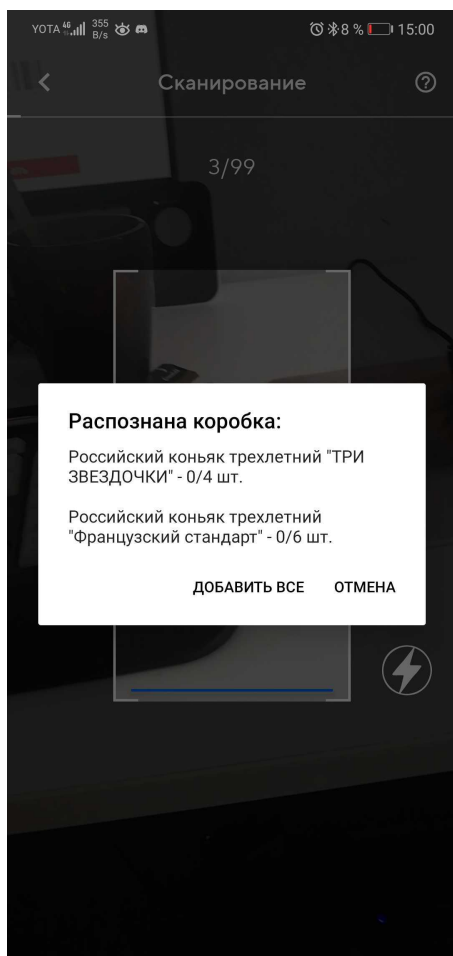 YOTA 4G 355 B/s 8 % 15:00
Сканирование
3/99
Распознана коробка:
Российский коньяк трехлетний "ТРИ
ЗВЕЗДОЧКИ" - 0/4 шт.
Российский коньяк трехлетний
"Французский стандарт" - 0/6 шт.
ДОБАВИТЬ ВСЕ ОТМЕНА